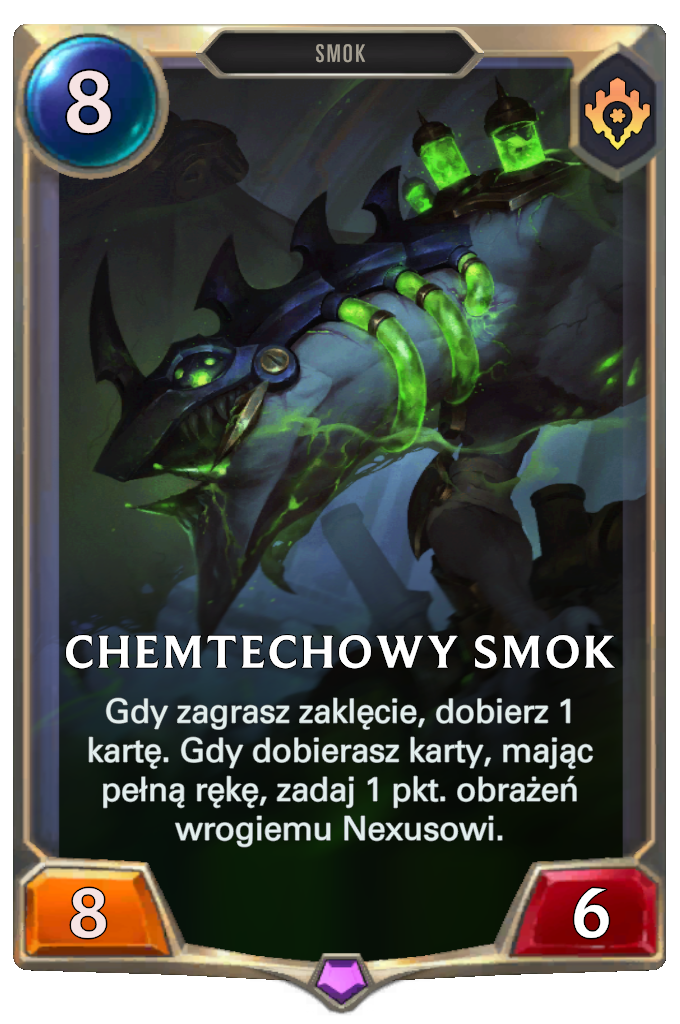 SMOK
8
CHEMTECHOWY SMOK
Gdy zagrasz zaklęcie, dobierz 1
kartę. Gdy dobierasz karty, mając
pełną rękę, zadaj 1 pkt. obrażeń
wrogiemu Nexusowi.
8
6